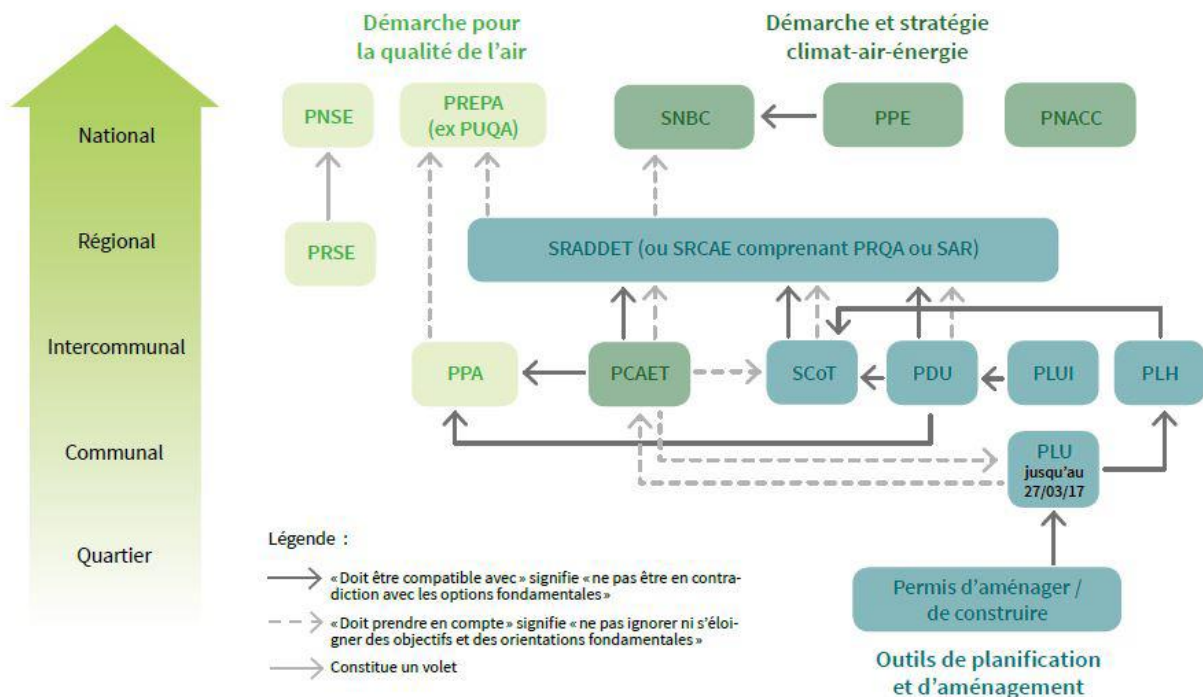 Démarche pour
la qualité de l'air
Démarche et stratégie
climat-air-énergie
National
PNSE
PREPA
(ex PUQA)
SNBC
PPE
PNACC
Régional
PRSE
SRADDET (ou SRCAE comprenant PRQA ou SAR)
Intercommunal
PPA
PCAET
SCoT
PDU
PLUI
PLH
Communal
PLU
jusqu'au
27/03/17
Quartier
Permis d'aménager /
de construire
Outils de planification
et d'aménagement
Légende :
«Doit être compatible avec» signifie «ne pas être en contra-
diction avec les options fondamentales»
«Doit prendre en compte» signifie «ne pas ignorer ni s'éloi-
gner des objectifs et des orientations fondamentales»
Constitue un volet